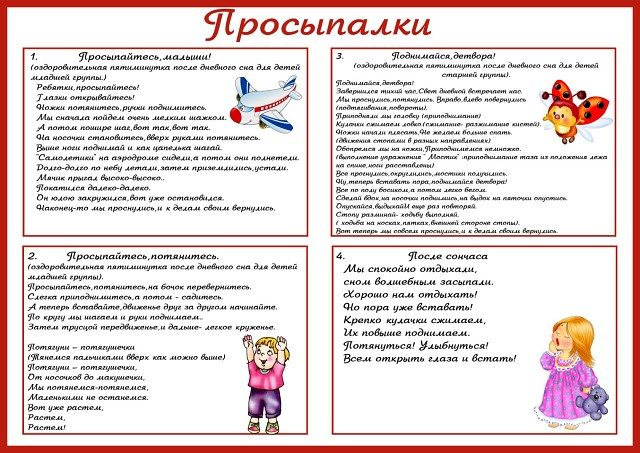 Просыпалки
1. Просыпайтесь,малыши!
(оздоровительная пятиминутка после дневного сна для детей
младшей группы.)
Ребятки,просыпайтесь!
Глазки открывайтесь!
Ножки потянитесь,ручки поднимитесь.
Мы сначала пойдем очень мелким шажком.
А потом пошире шаг,вот так,вот так.
На носочки становитесь,вверх руками потянитесь.
Выше ноги поднимай и как цапелька шагай.
"Самолетики" на аэродроме сидели,а потом они полнетели.
Долго-долго по небу летали,затем приземлились,устали.
Мячик прыгал высоко-высоко..
Покатился далеко-далеко.
Он юлою закружился,вот уже остановился.
Наконец-то мы проснулись,и к делам своим вернулись.
2. Просыпайтесь,потянитесь.
(оздоровительная пятиминутка после дневного сна для детей
младшей группы).
Просыпайтесь,потянитесь,на бочок перевернитесь.
Слегка приподнимитесь,а потом - садитесь.
А теперь вставайте,движенье друг за другом начинайте.
По кругу мы шагаем и руки поднимаем..
Затем трусцой передвиженье,и дальше- легкое круженье.
Потягуни – потягушечки
(Тянемся пальчиками вверх как можно выше)
Потягуни – потягушечки,
От носочков до макушечки,
Мы потянемся-потянемся,
Маленькими не останемся.
Вот уже растем,
Растем,
Растем!
3. Поднимайся,детвора!
(оздоровительная пятиминутка после дневного сна для детей
старшей группы).
Поднимайся,детвора!
Завершился тихий час,Свет дневной встречает нас.
Мы проснулись,потянулись. Вправо,влево повернулись
(подтягивания,повороты).
Приподняли мы головку (приподнимание)
Кулачки сжимаем ловко (сжимание- разжимание кистей).
Ножки начали плясать,Не желаем больше спать.
(движения стопами в разных направлениях)
Обопремся мы на ножки,Приподнимемся немножко.
(выполнение упражнения " Мостик -приподнимание таза из положения лежа
на спине,ноги расставлены)
Все прогнулись,округлились,мостики получились.
Ну,теперь вставать пора,поднимайся детвора!
Все по полу босиком,а потом легко бегом.
Сделай вдох,на носочки поднимись,на выдох на пяточки опустись.
Опускайся,выдыхай,И еще раз повторяй.
Стопу разминай- ходьбу выполняй.
( ходьба на носках,пятках,внешней стороне стопы).
Вот теперь мы совсем проснулись,и к делам своим вернулись.
4. После сончаса
Мы спокойно отдыхали,
сном волшебным засыпали.
Хорошо нам отдыхать!
Но пора уже вставать!
Крепко кулачки сжимаем,
Их повыше поднимаем.
Потянуться! Улыбнуться!
Всем открыть глаза и встать!